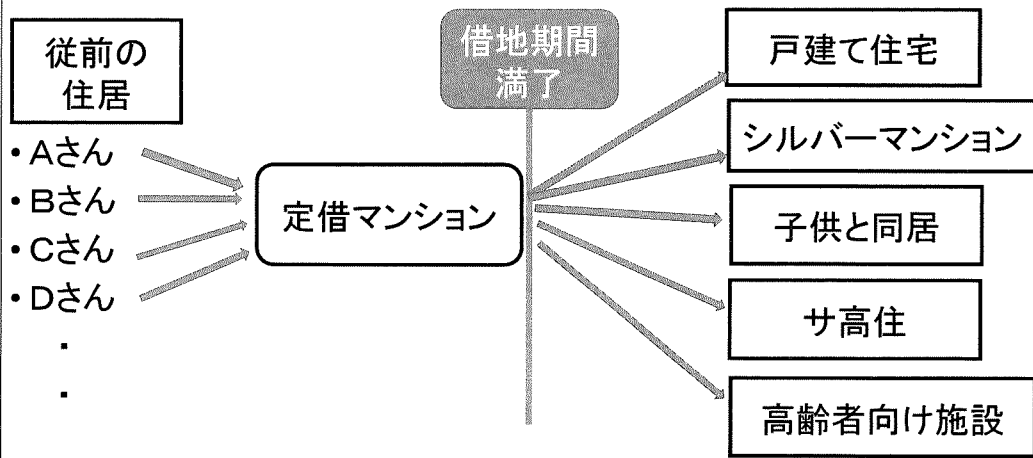 従前の
住居
・Aさん
・Bさん
・Cさん
・Dさん
・
・
定借マンション
借地期間
満了
戸建て住宅
シルバーマンション
子供と同居
サ高住
高齢者向け施設